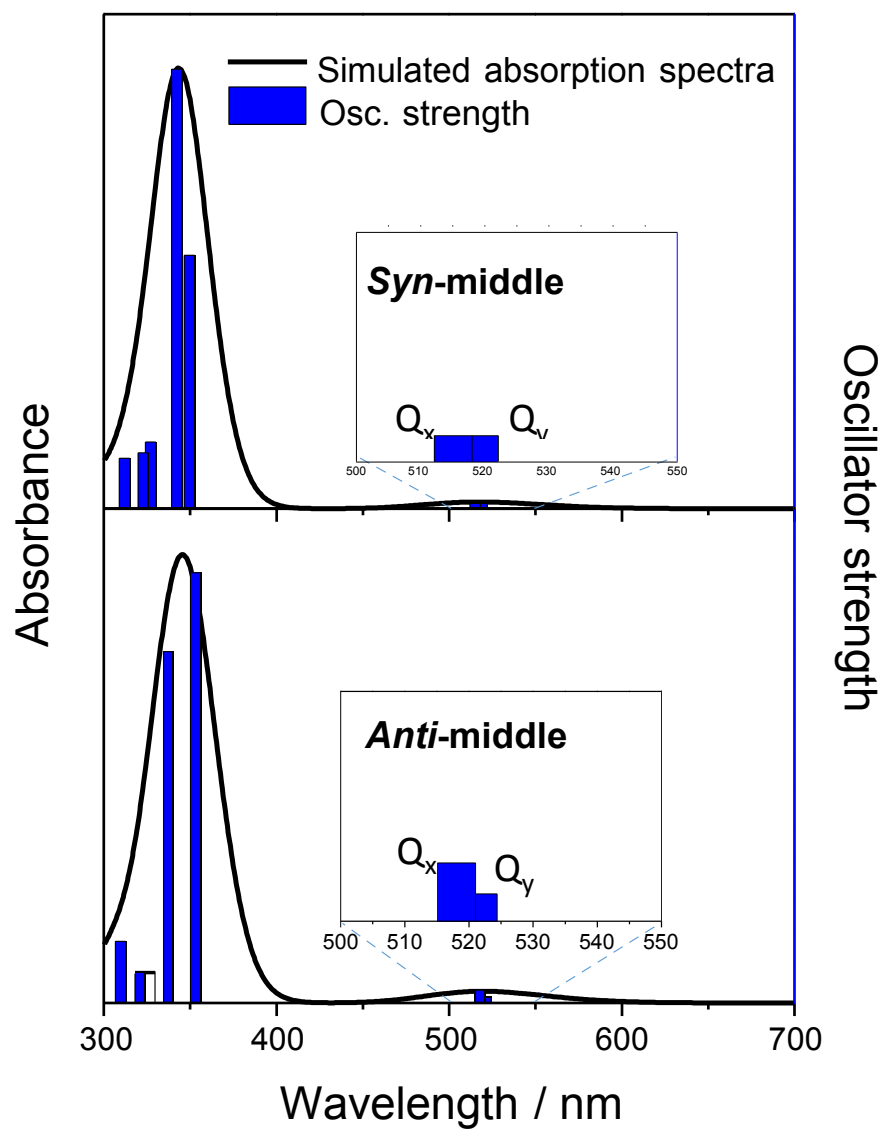 Simulated absorption spectra
Osc. strength
Syn-middle
Qx Qy
500 510 520 530 540 550
Absorbance
Oscillator strength
Anti-middle
Qx
Qy
500 510 520 530 540 550
300 400 500 600 700
Wavelength / nm